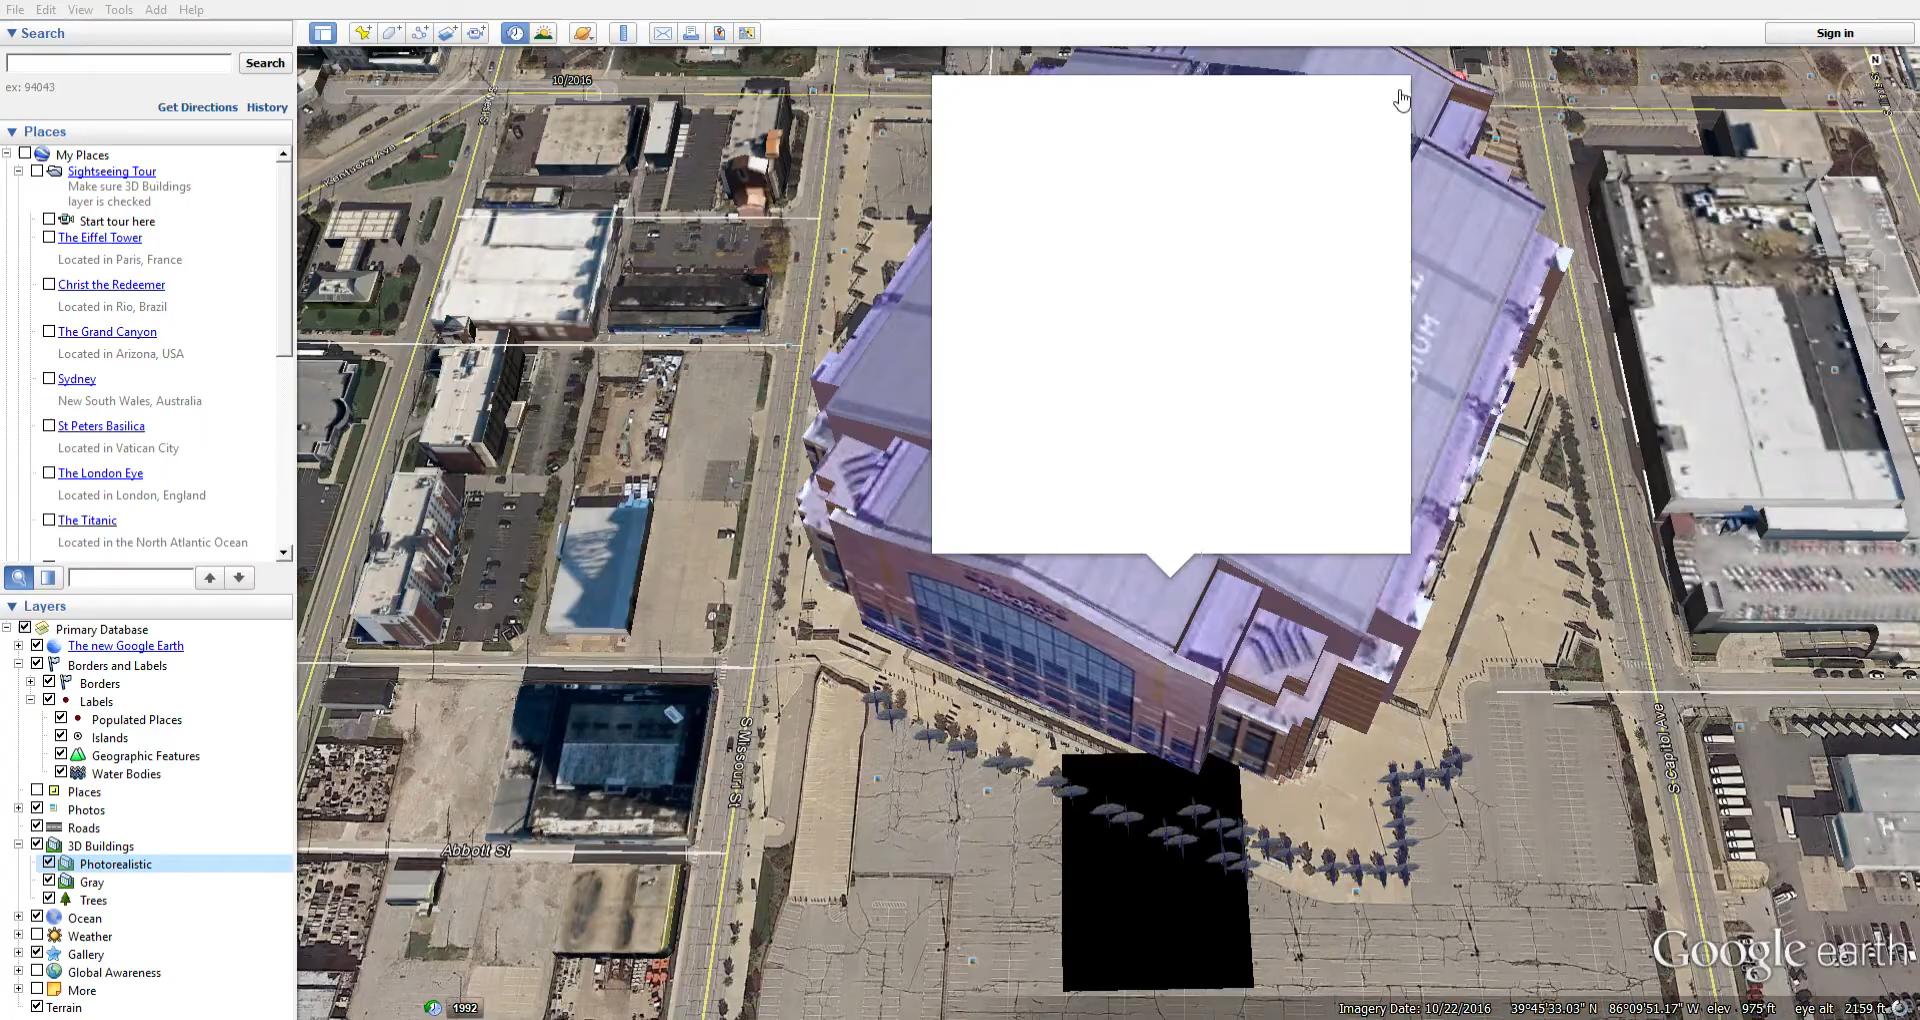 File Edit View Tools Add Help
Search
Sign in
Search
ex: 94043
Get Directions History
Places
My Places
Sightseeing Tour
Make sure 3D Buildings
layer is checked
Start tour here
The Eiffel Tower
Located in Paris, France
Christ the Redeemer
Located in Rio, Brazil
The Grand Canyon
Located in Arizona, USA
Sydney
New South Wales, Australia
St Peters Basilica
Located in Vatican City
The London Eye
Located in London, England
The Titanic
Located in the North Atlantic Ocean
Layers
Primary Database
The new Google Earth
Borders and Labels
Borders
Labels
Populated Places
Islands
Geographic Features
Water Bodies
Places
Photos
Roads
3D Buildings
Photorealistic
Gray
Trees
Ocean
Weather
Gallery
Global Awareness
More
Terrain
10/2016
N
Kentucky Ave
S West St
S Missouri St
S Capitol Ave
Abbott St
Google earth
1992
Imagery Date: 10/22/2016 39°45'33.03" N 86°09'51.17" W elev 975 ft eye alt 2159 ft